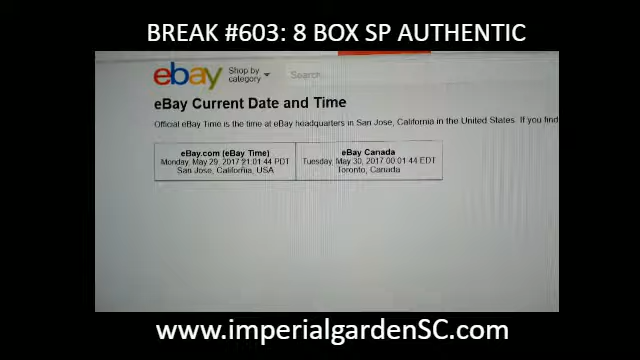 BREAK #603: 8 BOX SP AUTHENTIC
ebay Shop by category Search...
eBay Current Date and Time
Official eBay Time is the time at eBay headquarters in San Jose, California in the United States. If you find
eBay.com (eBay Time)
Monday, May 29, 2017 21:01:44 PDT
San Jose, California, USA
eBay Canada
Tuesday, May 30, 2017 00:01:44 EDT
Toronto, Canada
www.imperialgardenSC.com